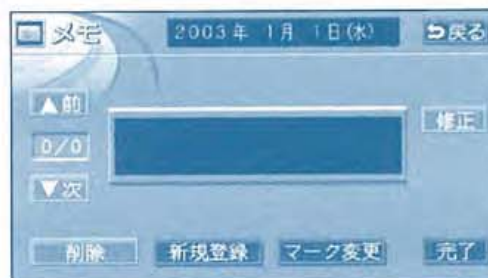 メモ 2003年 1月 1日(水) 戻る
▲前
修正
0/0
▼次
削除 新規登録 マーク変更 完了